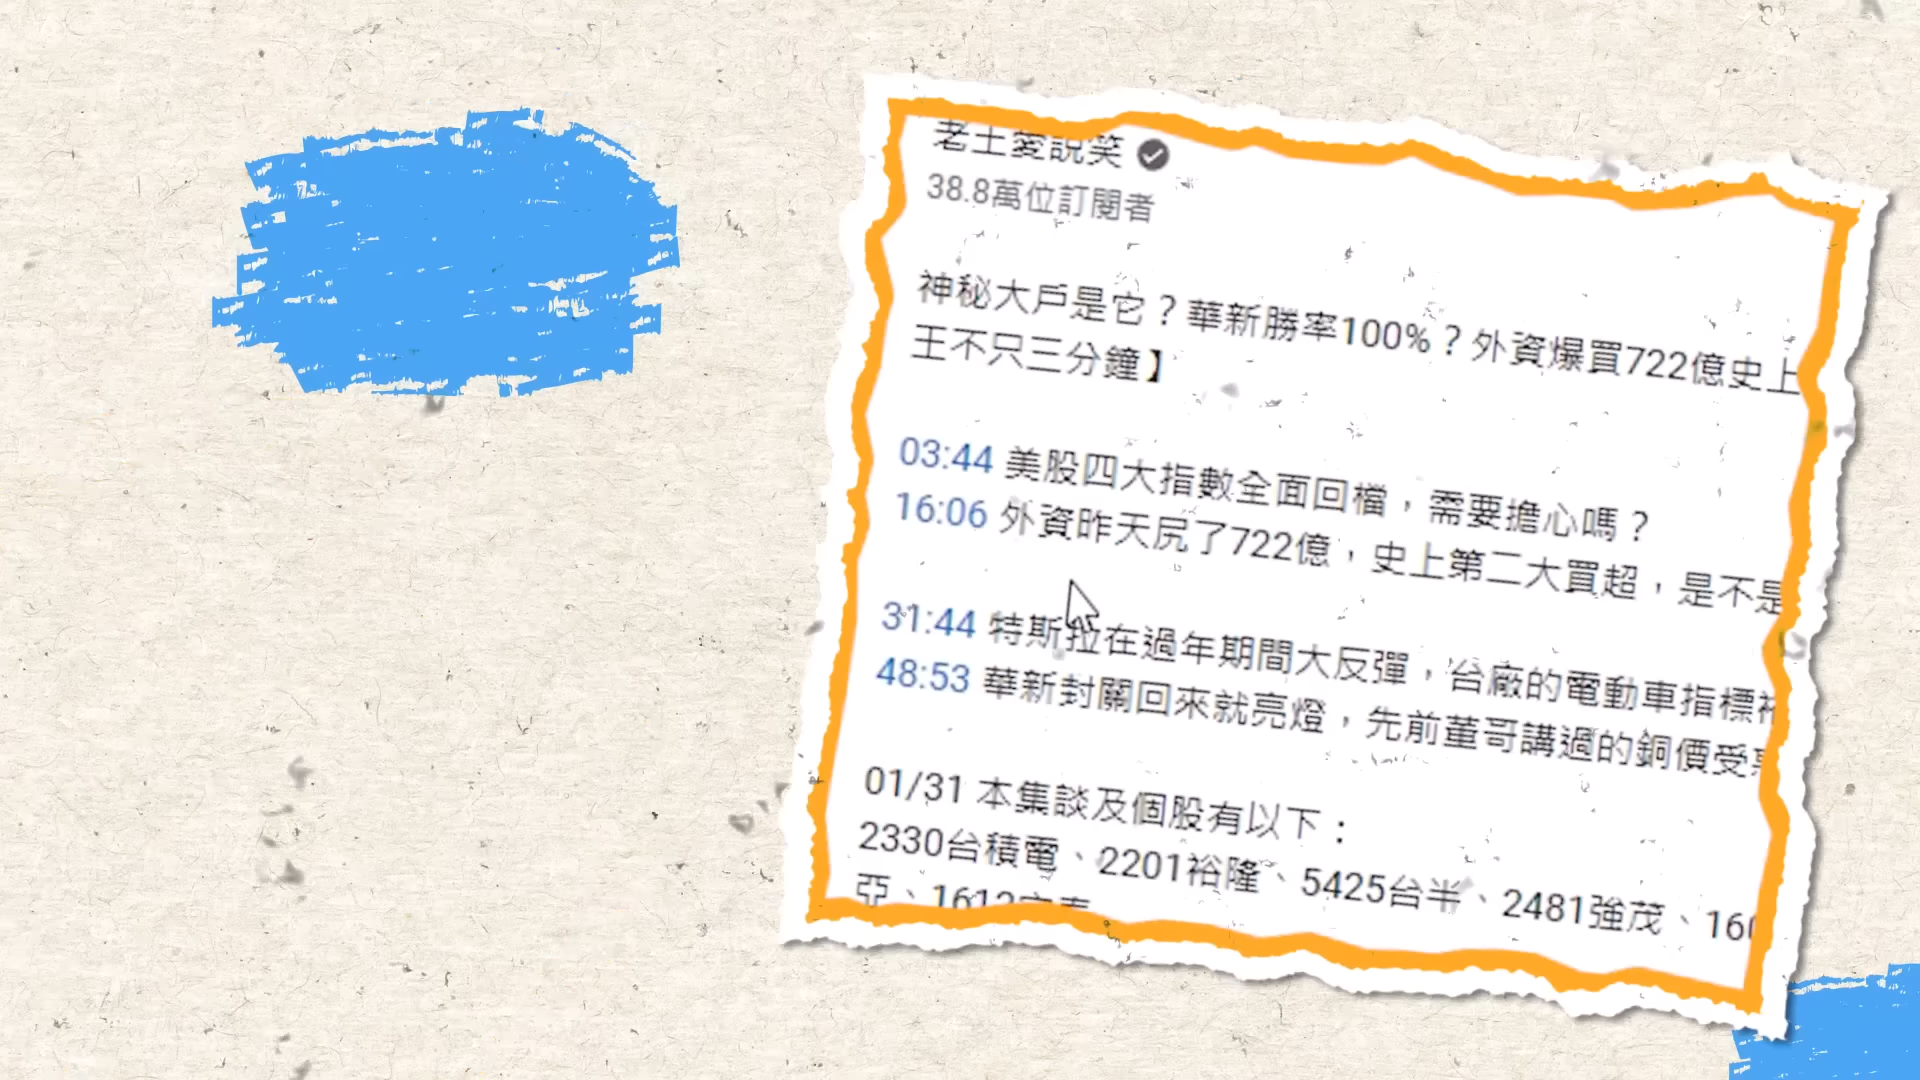 老王愛說笑
38.8萬位訂閱者
神秘大戶是它？華新勝率100%？外資爆買722億史上
王不只三分鐘】
03:44 美股四大指數全面回檔，需要擔心嗎？
16:06 外資昨天尻了722億，史上第二大買超，是不是
31:44 特斯拉在過年期間大反彈，台廠的電動車指標
48:53 華新封關回來就亮燈，先前董哥講過的銅價受
01/31 本集談及個股有以下：
2330台積電、2201裕隆、5425台半、2481強茂、160
亞、1612